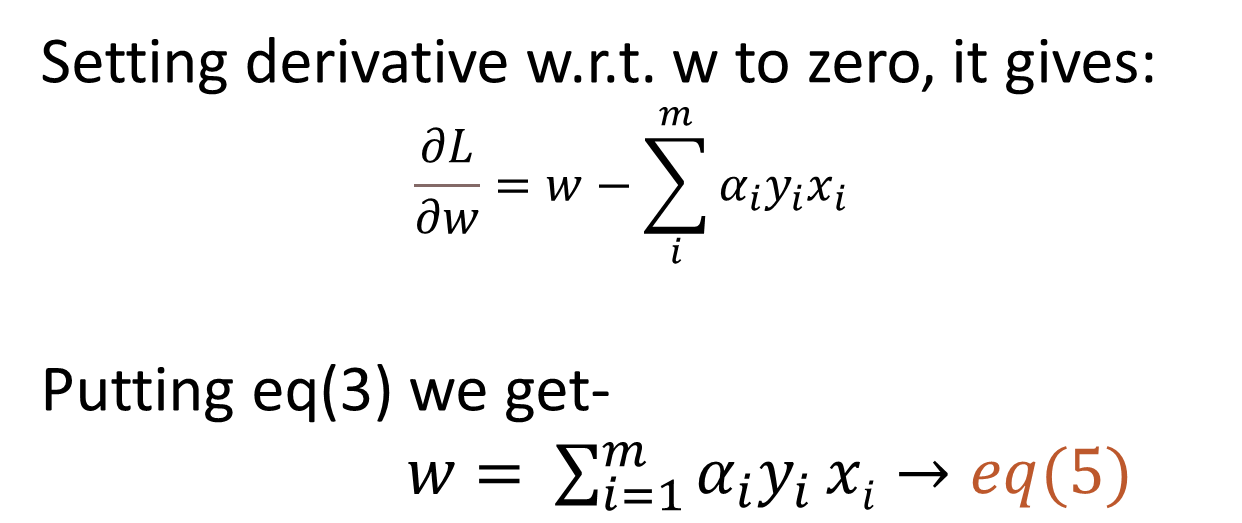 Setting derivative w.r.t. w to zero, it gives:
∂L/∂w = w − ∑_i^m α_i y_i x_i
Putting eq(3) we get-
w = ∑_{i=1}^m α_i y_i x_i → eq(5)